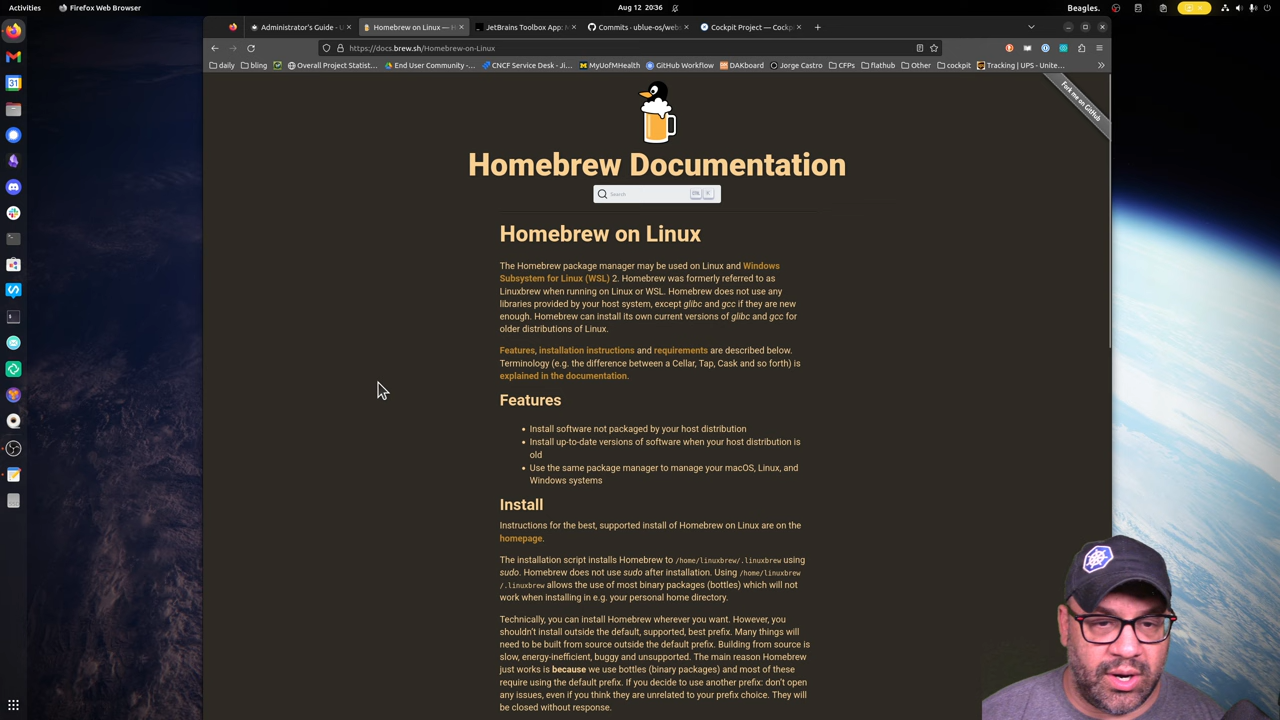 Activities
Firefox Web Browser
Aug 12 20:36
Beagles.
Administrator's Guide - U
Homebrew on Linux — H
JetBrains Toolbox App: M
Commits · ublue-os/webs
Cockpit Project — Cockp
https://docs.brew.sh/Homebrew-on-Linux
daily
bling
Overall Project Statist…
End User Community -…
CNCF Service Desk - Ji…
MyUofMHealth
GitHub Workflow
DAKboard
Jorge Castro
CFPs
flathub
Other
cockpit
Tracking | UPS - Unite…
Fork me on GitHub
Homebrew Documentation
Search
K
Homebrew on Linux
The Homebrew package manager may be used on Linux and Windows
Subsystem for Linux (WSL) 2. Homebrew was formerly referred to as
Linuxbrew when running on Linux or WSL. Homebrew does not use any
libraries provided by your host system, except glibc and gcc if they are new
enough. Homebrew can install its own current versions of glibc and gcc for
older distributions of Linux.
Features, installation instructions and requirements are described below.
Terminology (e.g. the difference between a Cellar, Tap, Cask and so forth) is
explained in the documentation.
Features
• Install software not packaged by your host distribution
• Install up-to-date versions of software when your host distribution is
old
• Use the same package manager to manage your macOS, Linux, and
Windows systems
Install
Instructions for the best, supported install of Homebrew on Linux are on the
homepage.
The installation script installs Homebrew to /home/linuxbrew/.linuxbrew using
sudo. Homebrew does not use sudo after installation. Using /home/linuxbrew
/.linuxbrew allows the use of most binary packages (bottles) which will not
work when installing in e.g. your personal home directory.
Technically, you can install Homebrew wherever you want. However, you
shouldn't install outside the default, supported, best prefix. Many things will
need to be built from source outside the default prefix. Building from source is
slow, energy-inefficient, buggy and unsupported. The main reason Homebrew
just works is because we use bottles (binary packages) and most of these
require using the default prefix. If you decide to use another prefix: don't open
any issues, even if you think they are unrelated to your prefix choice. They will
be closed without response.